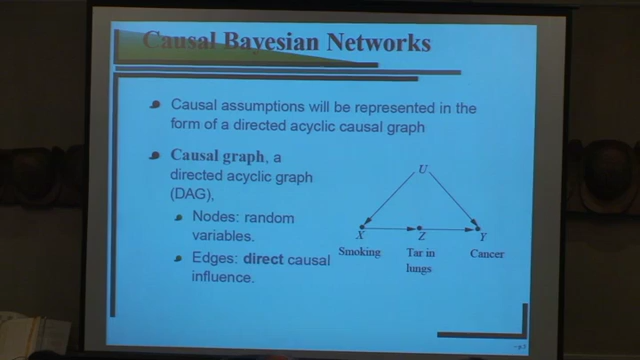 Causal Bayesian Networks
Causal assumptions will be represented in the
form of a directed acyclic causal graph
Causal graph, a
directed acyclic graph
(DAG),
Nodes: random
variables.
Edges: direct causal
influence.
U
X Z Y
Smoking Tar in Cancer
lungs